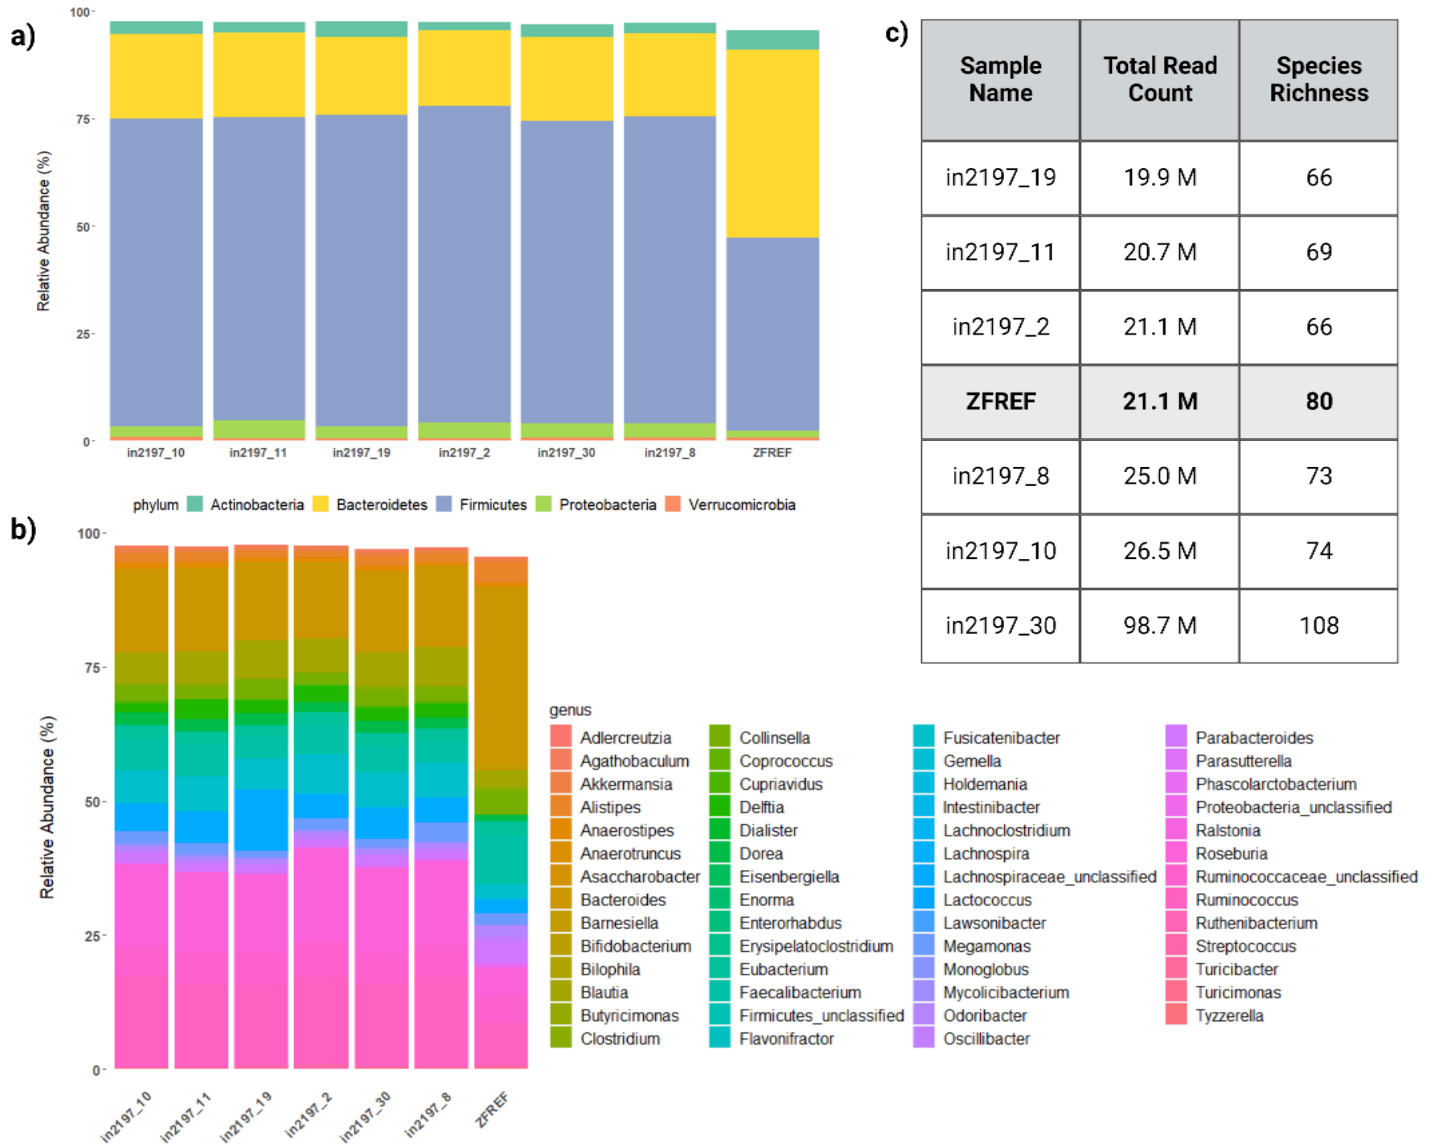 a)
100
75
50
25
0
Relative Abundance (%)
in2197_10 in2197_11 in2197_19 in2197_2 in2197_30 in2197_8 ZFREF
phylum Actinobacteria Bacteroidetes Firmicutes Proteobacteria Verrucomicrobia
b)
100
75
50
25
0
Relative Abundance (%)
in2197_10 in2197_11 in2197_19 in2197_2 in2197_30 in2197_8 ZFREF
genus
Adlercreutzia
Agathobaculum
Akkermansia
Alistipes
Anaerostipes
Anaerotruncus
Asaccharobacter
Bacteroides
Barnesiella
Bifidobacterium
Bilophila
Blautia
Butyricimonas
Clostridium
Collinsella
Coprococcus
Cupriavidus
Delftia
Dialister
Dorea
Eisenbergiella
Enorma
Enterorhabdus
Erysipelatoclostridium
Eubacterium
Faecalibacterium
Firmicutes_unclassified
Flavonifractor
Fusicatenibacter
Gemella
Holdemania
Intestinibacter
Lachnoclostridium
Lachnospira
Lachnospiraceae_unclassified
Lactococcus
Lawsonibacter
Megamonas
Monoglobus
Mycolicibacterium
Odoribacter
Oscillibacter
Parabacteroides
Parasutterella
Phascolarctobacterium
Proteobacteria_unclassified
Ralstonia
Roseburia
Ruminococcaceae_unclassified
Ruminococcus
Ruthenibacterium
Streptococcus
Turicibacter
Turicimonas
Tyzzerella
c)
Sample Name Total Read Count Species Richness
in2197_19 19.9 M 66
in2197_11 20.7 M 69
in2197_2 21.1 M 66
ZFREF 21.1 M 80
in2197_8 25.0 M 73
in2197_10 26.5 M 74
in2197_30 98.7 M 108